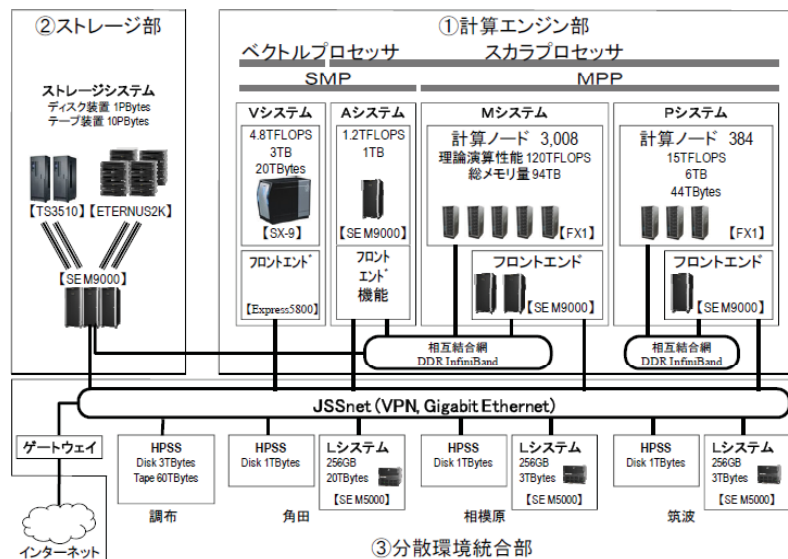 ②ストレージ部
ストレージシステム
ディスク装置 1PBytes
テープ装置 10PBytes
【TS3510】【ETERNUS2K】
【SE M9000】
①計算エンジン部
ベクトルプロセッサ
スカラプロセッサ
SMP
MPP
Vシステム
4.8TFLOPS
3TB
20TBytes
【SX-9】
フロントエンド
【Express5800】
Aシステム
1.2TFLOPS
1TB
【SE M9000】
フロント
エンド
機能
Mシステム
計算ノード 3,008
理論演算性能 120TFLOPS
総メモリ量 94TB
【FX1】
フロントエンド
【SE M9000】
Pシステム
計算ノード 384
15TFLOPS
6TB
44TBytes
【FX1】
フロントエンド
【SE M9000】
相互結合網
DDR InfiniBand
相互結合網
DDR InfiniBand
JSSnet (VPN, Gigabit Ethernet)
ゲートウェイ
インターネット
HPSS
Disk 3TBytes
Tape 60TBytes
調布
HPSS
Disk 1TBytes
Lシステム
256GB
20TBytes
【SE M5000】
角田
HPSS
Disk 1TBytes
Lシステム
256GB
3TBytes
【SE M5000】
相模原
HPSS
Disk 1TBytes
Lシステム
256GB
3TBytes
【SE M5000】
筑波
③分散環境統合部